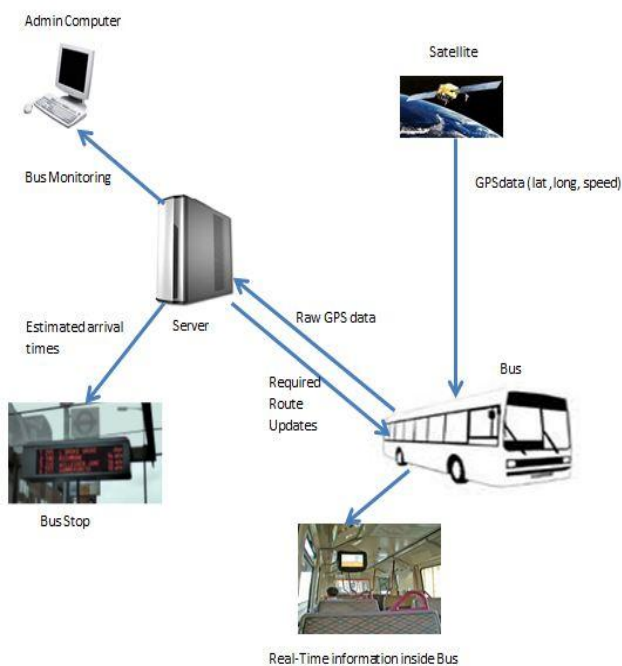 Admin Computer
Satellite
Bus Monitoring
GPSdata (lat ,long, speed)
Server
Raw GPS data
Estimated arrival
times
Bus
Required
Route
Updates
Bus Stop
Real-Time information inside Bus